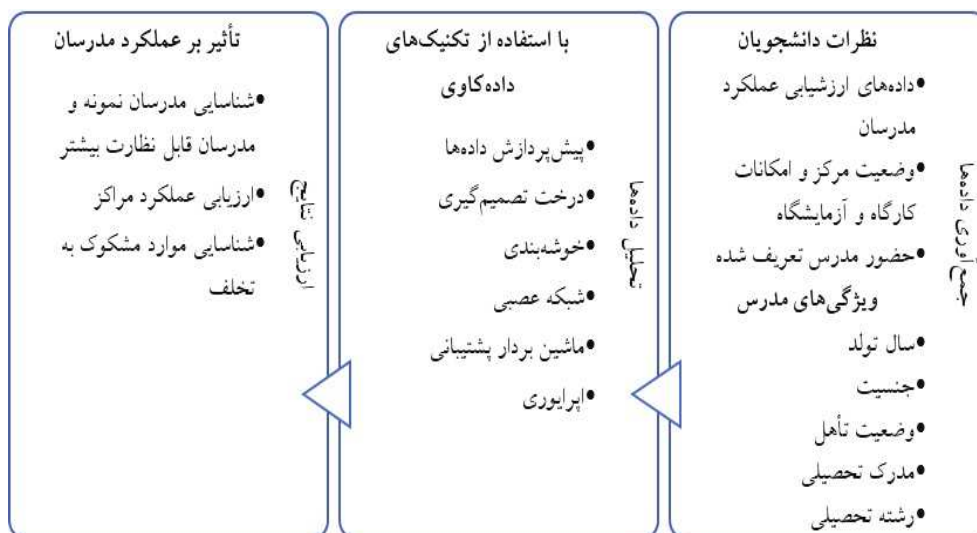 جمع‌آوری داده‌ها
نظرات دانشجویان
•داده‌های ارزشیابی عملکرد
مدرسان
•وضعیت مرکز و امکانات
کارگاه و آزمایشگاه
•حضور مدرس تعریف شده
ویژگی‌های مدرس
•سال تولد
•جنسیت
•وضعیت تأهل
•مدرک تحصیلی
•رشته تحصیلی
تحلیل داده‌ها
با استفاده از تکنیک‌های
داده‌کاوی
•پیش‌پردازش داده‌ها
•درخت تصمیم‌گیری
•خوشه‌بندی
•شبکه عصبی
•ماشین بردار پشتیبانی
•اپرایوری
ارزیابی نتایج
تأثیر بر عملکرد مدرسان
•شناسایی مدرسان نمونه و
مدرسان قابل نظارت بیشتر
•ارزیابی عملکرد مراکز
•شناسایی موارد مشکوک به
تخلف